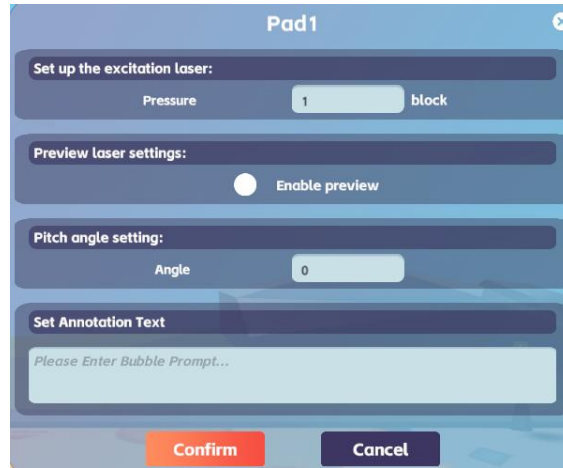 Pad1
Set up the excitation laser:
Pressure 1 block
Preview laser settings:
Enable preview
Pitch angle setting:
Angle 0
Set Annotation Text
Please Enter Bubble Prompt...
Confirm Cancel